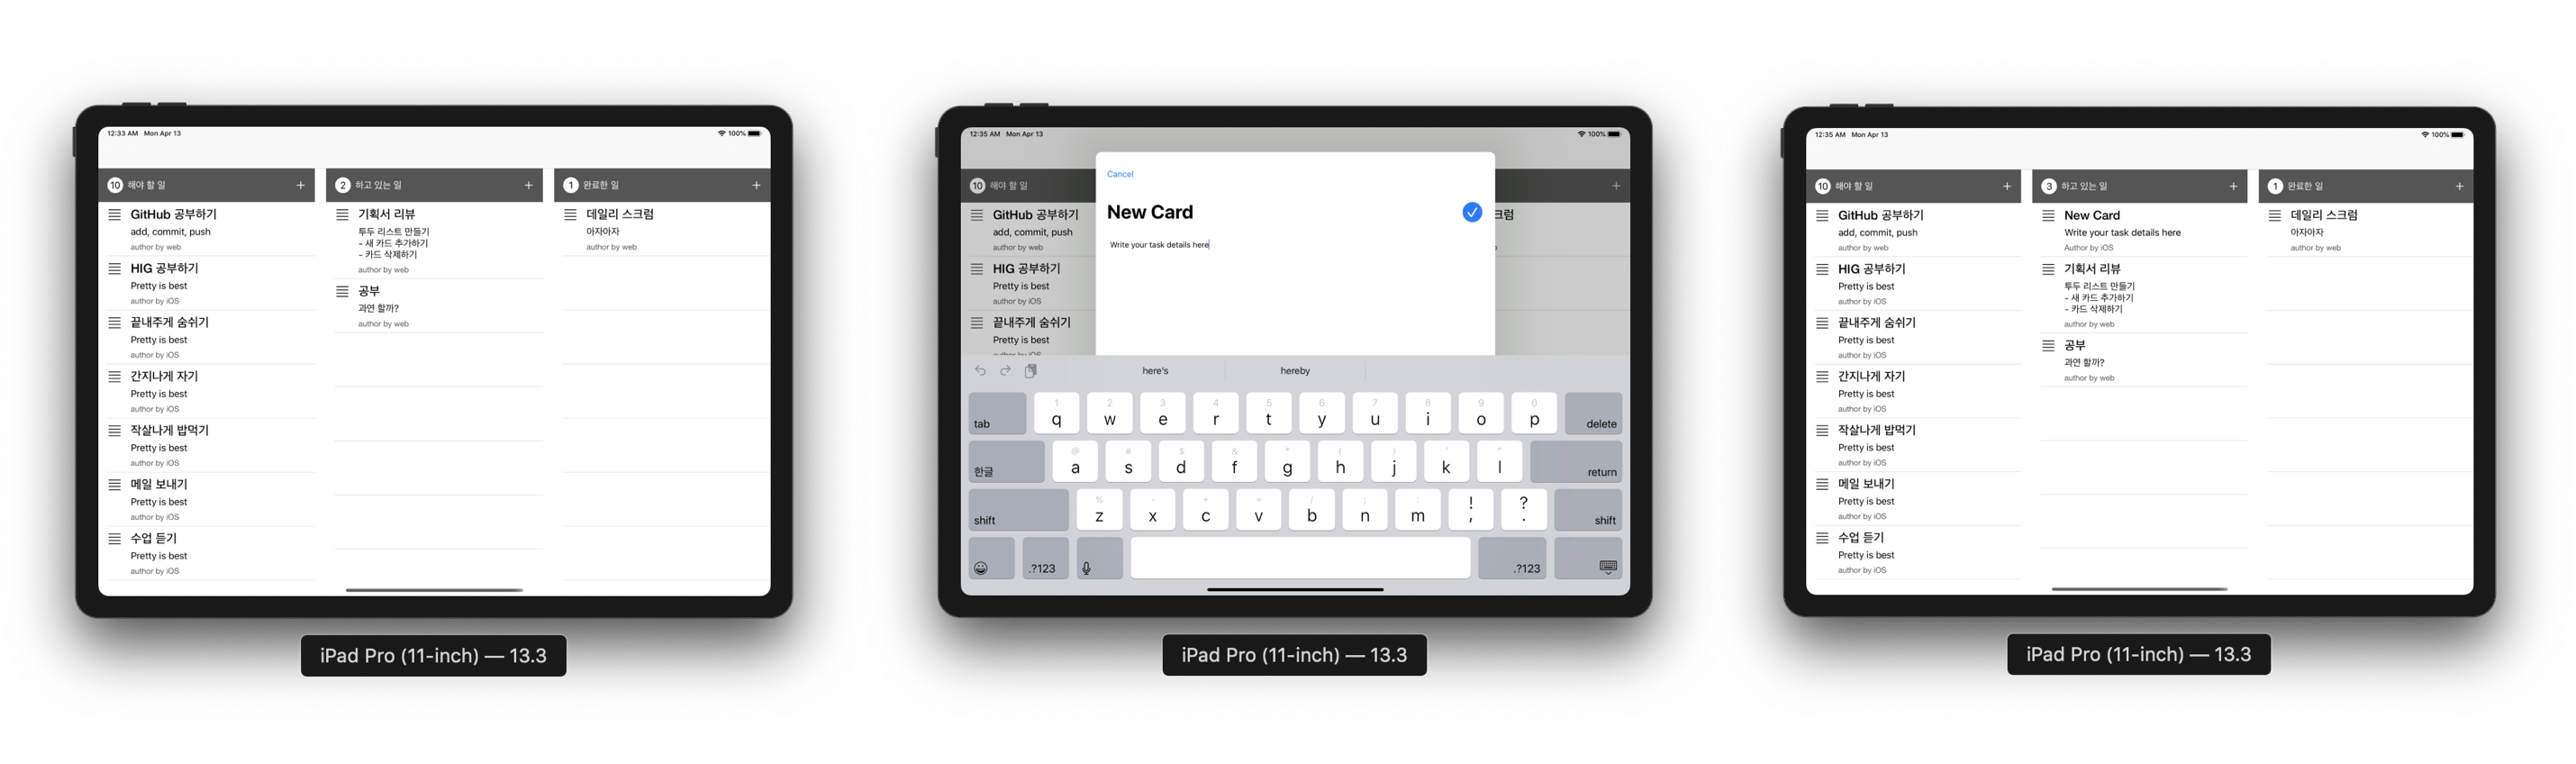 12:33 AM Mon Apr 13
100%
10 해야 할 일 +
GitHub 공부하기
add, commit, push
author by web
HIG 공부하기
Pretty is best
author by iOS
끝내주게 숨쉬기
Pretty is best
author by iOS
간지나게 자기
Pretty is best
author by iOS
작살나게 밥먹기
Pretty is best
author by iOS
메일 보내기
Pretty is best
author by iOS
수업 듣기
Pretty is best
author by iOS
2 하고 있는 일 +
기획서 리뷰
투두 리스트 만들기
- 새 카드 추가하기
- 카드 삭제하기
author by web
공부
과연 할까?
author by web
1 완료한 일 +
데일리 스크럼
아자아자
author by web
iPad Pro (11-inch) — 13.3
12:35 AM Mon Apr 13
100%
10 해야 할 일
+
GitHub 공부하기
add, commit, push
author by web
HIG 공부하기
Pretty is best
author by iOS
끝내주게 숨쉬기
Pretty is best
author by iOS
크럼
Cancel
New Card
Write your task details here
here's hereby
1 2 3 4 5 6 7 8 9 0
tab q w e r t y u i o p delete
@ # $ & * ( ) ' "
한글 a s d f g h j k l return
% - + = / ; : ! ?
shift z x c v b n m , . shift
.?123 .?123
iPad Pro (11-inch) — 13.3
12:35 AM Mon Apr 13
100%
10 해야 할 일 +
GitHub 공부하기
add, commit, push
author by web
HIG 공부하기
Pretty is best
author by iOS
끝내주게 숨쉬기
Pretty is best
author by iOS
간지나게 자기
Pretty is best
author by iOS
작살나게 밥먹기
Pretty is best
author by iOS
메일 보내기
Pretty is best
author by iOS
수업 듣기
Pretty is best
author by iOS
3 하고 있는 일 +
New Card
Write your task details here
Author by iOS
기획서 리뷰
투두 리스트 만들기
- 새 카드 추가하기
- 카드 삭제하기
author by web
공부
과연 할까?
author by web
1 완료한 일 +
데일리 스크럼
아자아자
author by web
iPad Pro (11-inch) — 13.3